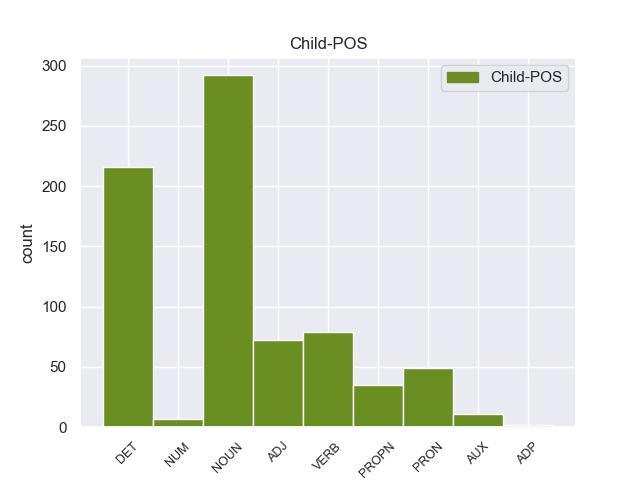 Child-POS
Child-POS
300
250
200
150
100
50
0
count
DET
NUM
NOUN
ADJ
VERB
PROPN
PRON
AUX
ADP